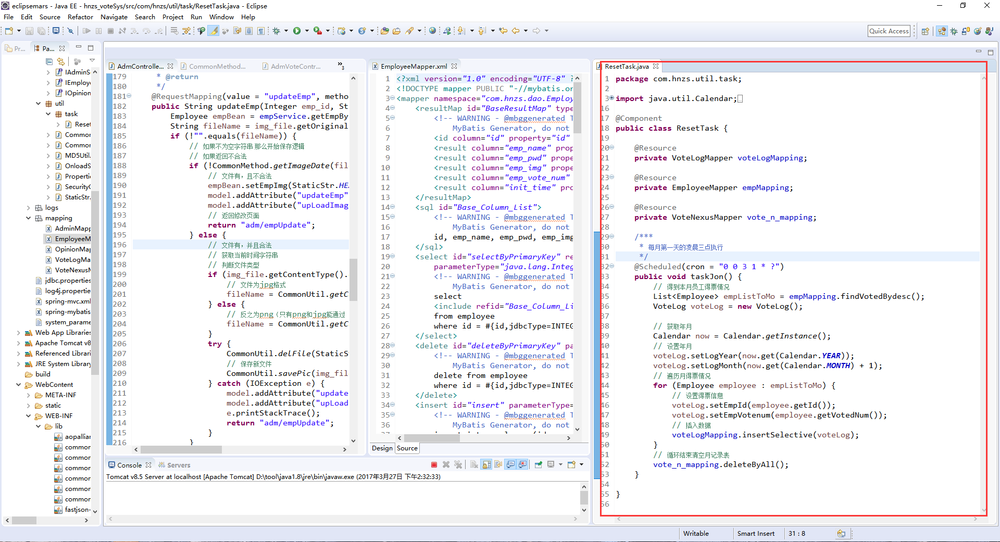 eclipsemars - Java EE - hnzs_voteSys/src/com/hnzs/util/task/ResetTask.java - Eclipse
File Edit Source Refactor Navigate Search Project Run Window Help
Quick Access
Pr...
Pa...
IAdminS
IEmploye
IOpinion
util
task
Reset
Common
Common
MD5Util.
OnloadS
Properti
SecurityC
StaticStr.
logs
mapping
AdminMapp
EmployeeM
OpinionMap
VoteLogMa
VoteNexusM
jdbc.properties
log4j.propertie
spring-mvc.xml
spring-mybatis
system_parame
Web App Libraries
Apache Tomcat v8
Referenced Librari
JRE System Library
build
WebContent
META-INF
static
WEB-INF
lib
aopallian
common
common
common
common
common
common
fastjson-
AdmControlle...
CommonMethod...
AdmVoteContr...
»3
179 * @return
180 */
181 @RequestMapping(value = "updateEmp", metho
182 public String updateEmp(Integer emp_id, St
183 Employee empBean = empService.getEmpBy
184 String fileName = img_file.getOriginal
185 if (!"".equals(fileName)) {
186 // 如果不为空字符串 那么开始保存逻辑
187 // 如果返回不合法
188 if (!CommonMethod.getImageDate(fil
189 // 文件有，且不合法
190 empBean.setEmpImg(StaticStr.HE
191 model.addAttribute("updateEmp"
192 model.addAttribute("upLoadImag
193 // 返回修改页面
194 return "adm/empUpdate";
195 } else {
196 // 文件有，并且合法
197 // 获取当前时间字符串
198 // 判断文件类型
199 if (img_file.getContentType().
200 // 文件为jpg格式
201 fileName = CommonUtil.getC
202 } else {
203 // 反之为png（只有png和jpg能通过
204 fileName = CommonUtil.getC
205 }
206 try {
207 CommonUtil.delFile(StaticS
208 // 保存新文件
209 CommonUtil.savePic(img_fil
210 } catch (IOException e) {
211 model.addAttribute("update
212 model.addAttribute("upLoad
213 e.printStackTrace();
214 return "adm/empUpdate";
215 }
216 }
EmployeeMapper.xml
1 <?xml version="1.0" encoding="UTF-8" ?
2 <!DOCTYPE mapper PUBLIC "-//mybatis.or
3 <mapper namespace="com.hnzs.dao.Employ
4 <resultMap id="BaseResultMap" type
5 <!-- WARNING - @mbggenerated T
6 MyBatis Generator, do not
7 <id column="id" property="id"
8 <result column="emp_name" prop
9 <result column="emp_pwd" prope
10 <result column="emp_img" prope
11 <result column="emp_vote_num"
12 <result column="init_time" pro
13 </resultMap>
14 <sql id="Base_Column_List">
15 <!-- WARNING - @mbggenerated T
16 MyBatis Generator, do not
17 id, emp_name, emp_pwd, emp_img
18 </sql>
19 <select id="selectByPrimaryKey" re
20 parameterType="java.lang.Integ
21 <!-- WARNING - @mbggenerated T
22 MyBatis Generator, do not
23 select
24 <include refid="Base_Column_Li
25 from employee
26 where id = #{id,jdbcType=INTEG
27 </select>
28 <delete id="deleteByPrimaryKey" pa
29 <!-- WARNING - @mbggenerated T
30 MyBatis Generator, do not
31 delete from employee
32 where id = #{id,jdbcType=INTEG
33 </delete>
34 <insert id="insert" parameterType=
35 <!-- WARNING - @mbggenerated T
36 MyBatis Generator, do not
Design Source
ResetTask.java
1 package com.hnzs.util.task;
2
3 import java.util.Calendar;
16
17 @Component
18 public class ResetTask {
19
20 @Resource
21 private VoteLogMapper voteLogMapping;
22
23 @Resource
24 private EmployeeMapper empMapping;
25
26 @Resource
27 private VoteNexusMapper vote_n_mapping;
28
29 /***
30 * 每月第一天的凌晨三点执行
31 */
32 @Scheduled(cron = "0 0 3 1 * ?")
33 public void taskJon() {
34 // 得到本月员工得票情况
35 List<Employee> empListToMo = empMapping.findVotedBydesc();
36 VoteLog voteLog = new VoteLog();
37
38 // 获取年月
39 Calendar now = Calendar.getInstance();
40 // 设置年月
41 voteLog.setLogYear(now.get(Calendar.YEAR));
42 voteLog.setLogMonth(now.get(Calendar.MONTH) + 1);
43 // 遍历月得票情况
44 for (Employee employee : empListToMo) {
45 // 设置得票信息
46 voteLog.setEmpId(employee.getId());
47 voteLog.setEmpVotenum(employee.getVotedNum());
48 // 插入数据
49 voteLogMapping.insertSelective(voteLog);
50 }
51 // 循环结束清空月记录表
52 vote_n_mapping.deleteByAll();
53 }
54
55 }
56
Console
Servers
Tomcat v8.5 Server at localhost [Apache Tomcat] D:\tool\java1.8\jre\bin\javaw.exe (2017年3月27日 下午2:32:33)
Writable
Smart Insert
31 : 8